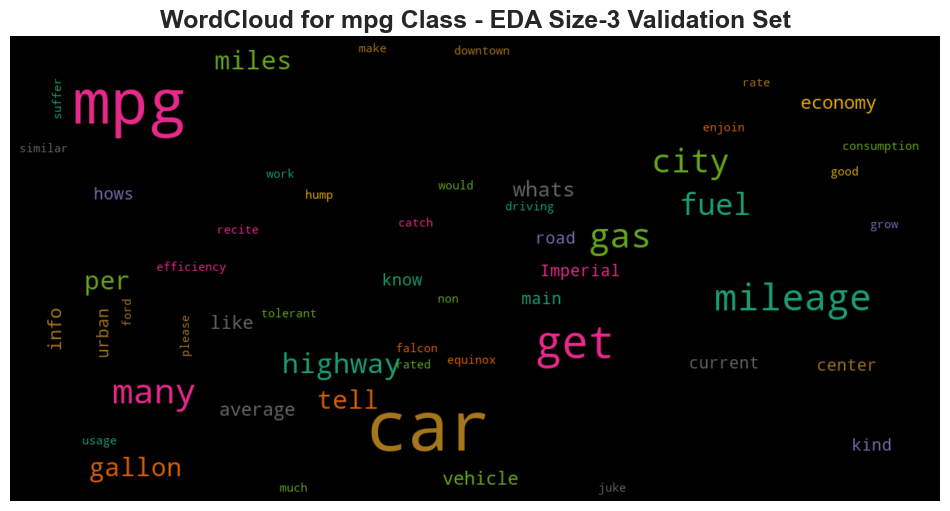 WordCloud for mpg Class - EDA Size-3 Validation Set
make
downtown
miles
suffer
mpg
rate
economy
enjoin
similar
consumption
city
work
good
hows
hump
would
whats
driving
fuel
recite
catch
road
gas
grow
efficiency
Imperial
per
know
mileage
info
urban
ford
please
like
tolerant
non
main
get
highway
falcon
rated
equinox
current
center
many
average
tell
car
usage
kind
gallon
vehicle
much
juke